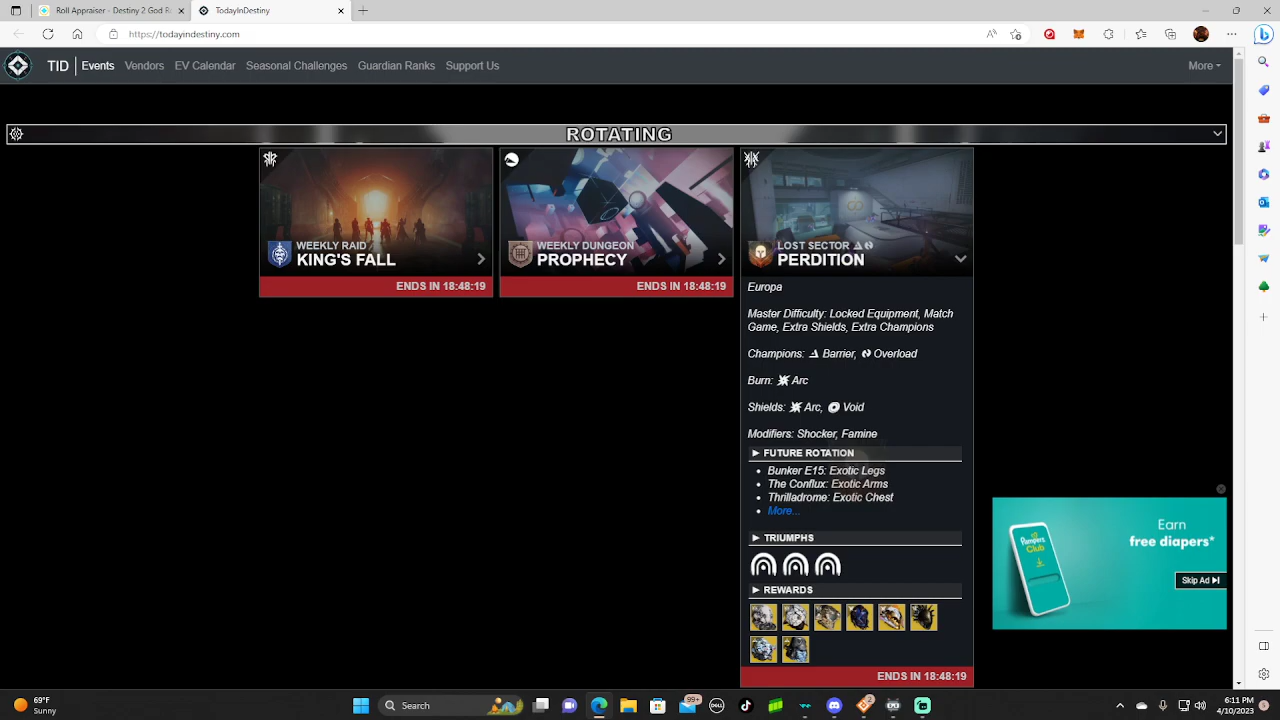 Roll Appraiser - Destiny 2 God R
TodayInDestiny
https://todayindestiny.com
TID
Events
Vendors
EV Calendar
Seasonal Challenges
Guardian Ranks
Support Us
More
ROTATING
WEEKLY RAID
KING'S FALL
ENDS IN 18:48:19
WEEKLY DUNGEON
PROPHECY
ENDS IN 18:48:19
LOST SECTOR
PERDITION
Europa
Master Difficulty: Locked Equipment, Match
Game, Extra Shields, Extra Champions
Champions: Barrier, Overload
Burn: Arc
Shields: Arc, Void
Modifiers: Shocker, Famine
FUTURE ROTATION
Bunker E15: Exotic Legs
The Conflux: Exotic Arms
Thrilladrome: Exotic Chest
More...
TRIUMPHS
REWARDS
ENDS IN 18:48:19
Earn
free diapers*
Pampers
Club
Skip Ad
69°F
Sunny
Search
99+
DELL
2
6:11 PM
4/10/2023